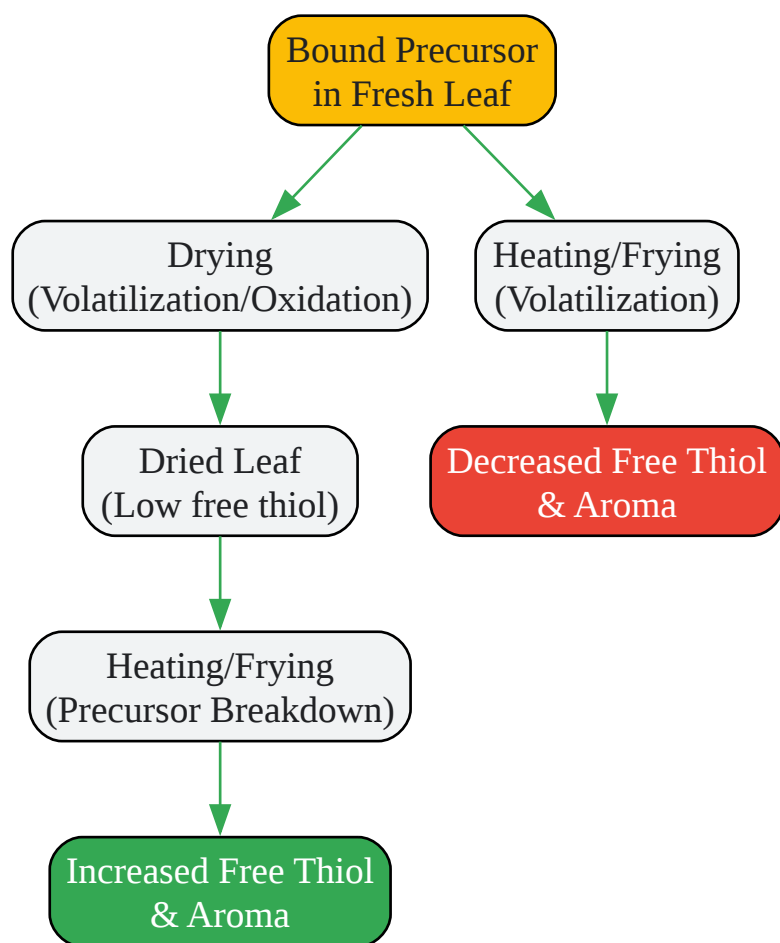 Bound Precursor
in Fresh Leaf
Drying
(Volatilization/Oxidation)
Heating/Frying
(Volatilization)
Dried Leaf
(Low free thiol)
Decreased Free Thiol
& Aroma
Heating/Frying
(Precursor Breakdown)
Increased Free Thiol
& Aroma